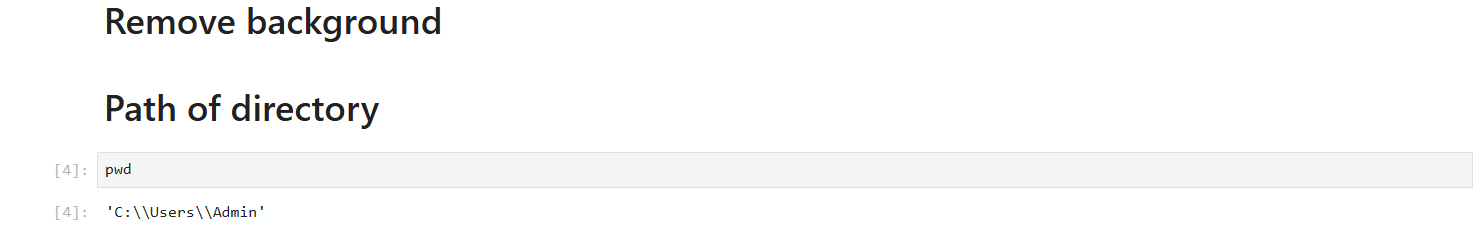 Remove background
Path of directory
[4]: pwd
[4]: 'C:\\Users\\Admin'